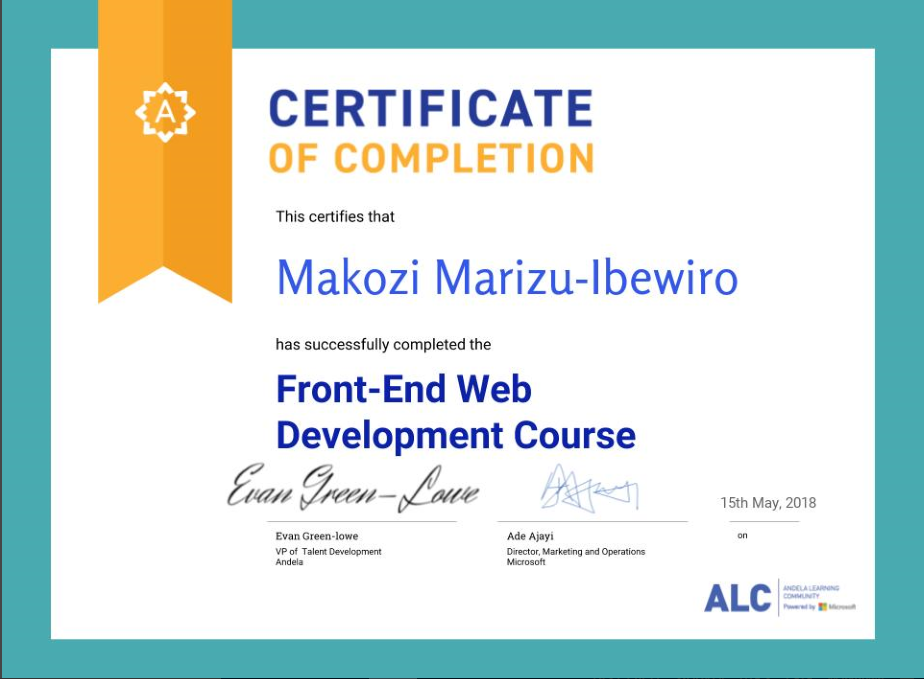 A
CERTIFICATE
OF COMPLETION
This certifies that
Makozi Marizu-Ibewiro
has successfully completed the
Front-End Web
Development Course
Evan Green-Lowe
15th May, 2018
Evan Green-lowe
VP of Talent Development
Andela
Ade Ajayi
Director, Marketing and Operations
Microsoft
on
ALC
ANDELA LEARNING
COMMUNITY
Powered by Microsoft